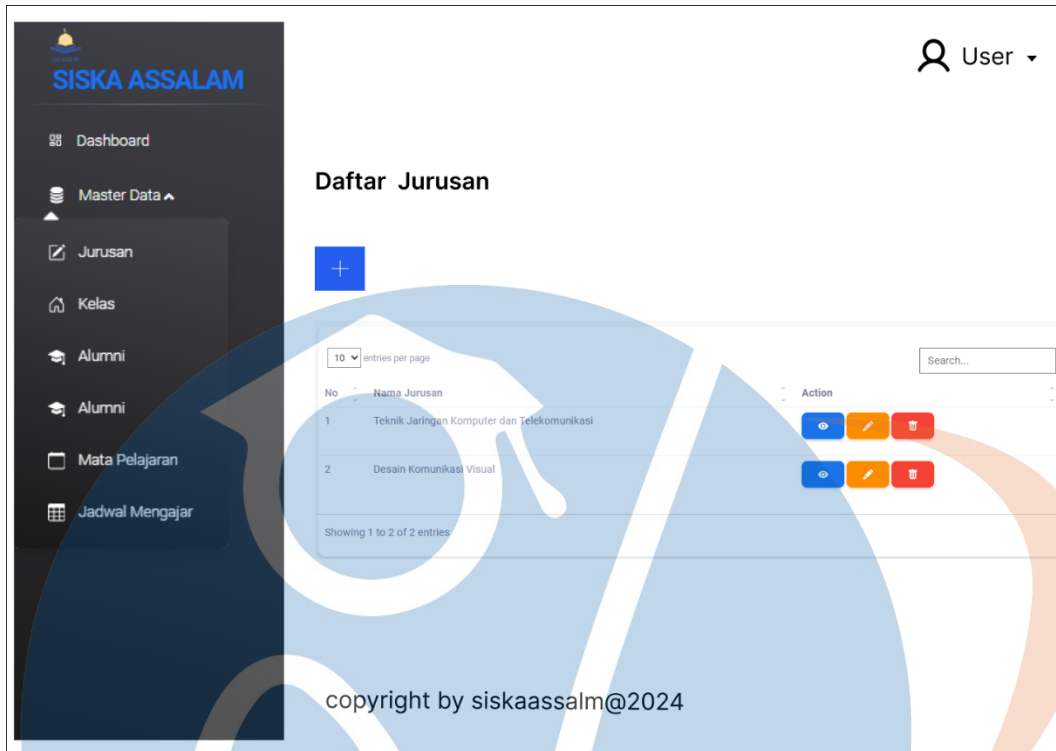 SISKA ASSALAM
User
Dashboard
Master Data
Jurusan
Kelas
Alumni
Alumni
Mata Pelajaran
Jadwal Mengajar
Daftar Jurusan
10 entries per page
Search...
No Nama Jurusan Action
1 Teknik Jaringan Komputer dan Telekomunikasi
2 Desain Komunikasi Visual
Showing 1 to 2 of 2 entries
copyright by siskaassalm@2024